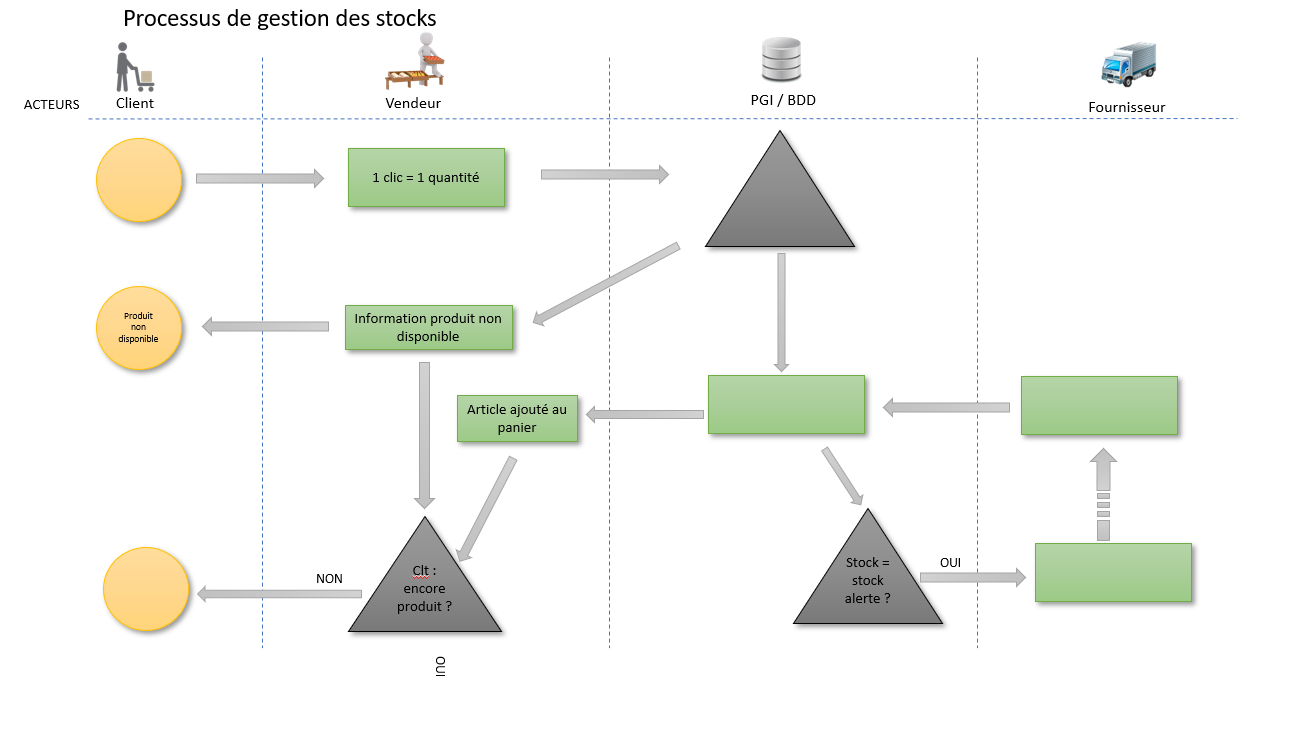 Processus de gestion des stocks
ACTEURS
Client
Vendeur
PGI / BDD
Fournisseur
1 clic = 1 quantité
Produit
non
disponible
Information produit non
disponible
Article ajouté au
panier
Clt :
encore
produit ?
NON
OUI
Stock =
stock
alerte ?
OUI